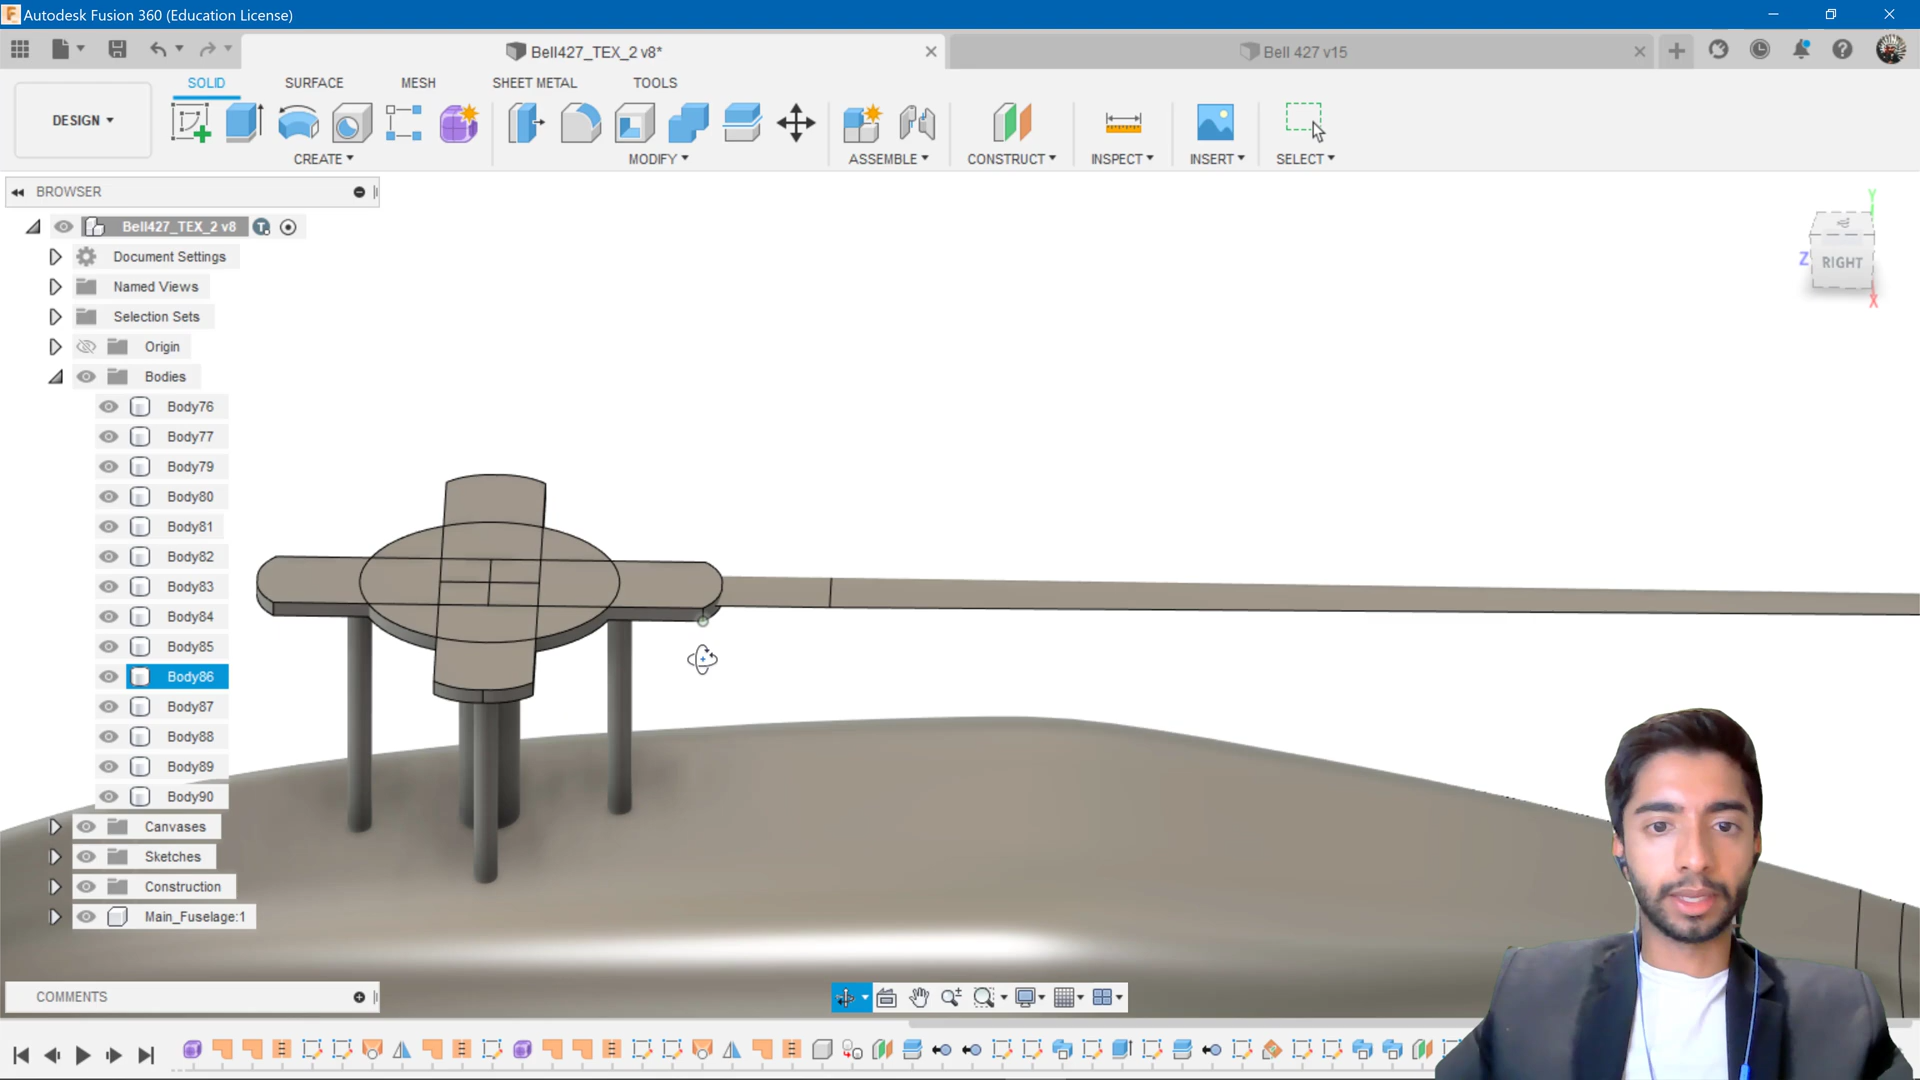 Autodesk Fusion 360 (Education License)
Bell427_TEX_2 v8*
Bell 427 v15
SOLID
SURFACE
MESH
SHEET METAL
TOOLS
DESIGN
CREATE
MODIFY
ASSEMBLE
CONSTRUCT
INSPECT
INSERT
SELECT
BROWSER
Bell427_TEX_2 v8
Document Settings
Named Views
Selection Sets
Origin
Bodies
Body76
Body77
Body79
Body80
Body81
Body82
Body83
Body84
Body85
Body86
Body87
Body88
Body89
Body90
Canvases
Sketches
Construction
Main_Fuselage:1
COMMENTS
Y
Z
RIGHT
X